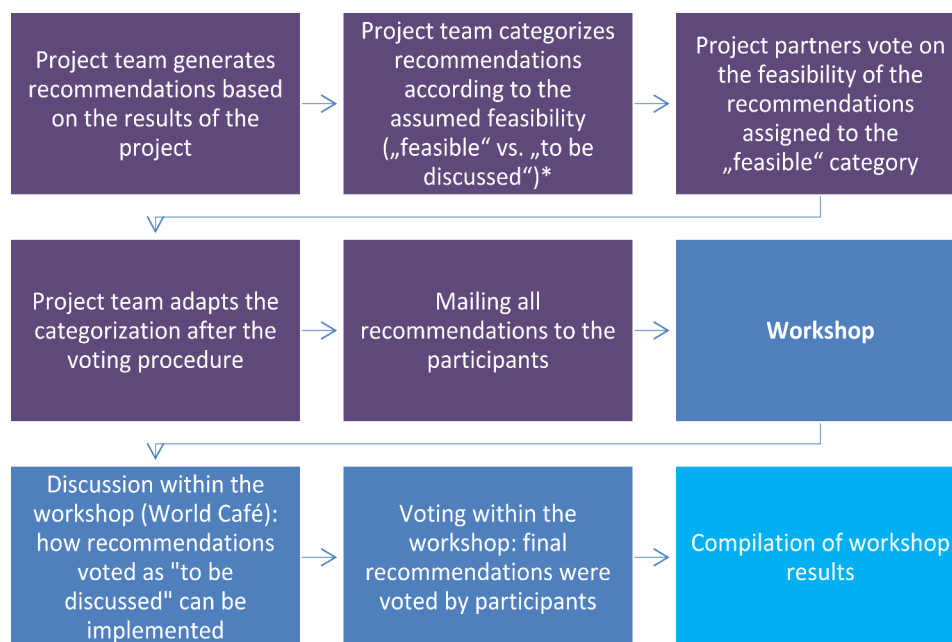 Project team generates
recommendations based
on the results of the
project
Project team categorizes
recommendations
according to the
assumed feasibility
(„feasible“ vs. „to be
discussed“)*
Project partners vote on
the feasibility of the
recommendations
assigned to the
„feasible“ category
Project team adapts the
categorization after the
voting procedure
Mailing all
recommendations to the
participants
Workshop
Discussion within the
workshop (World Café):
how recommendations
voted as "to be
discussed" can be
implemented
Voting within the
workshop: final
recommendations were
voted by participants
Compilation of workshop
results